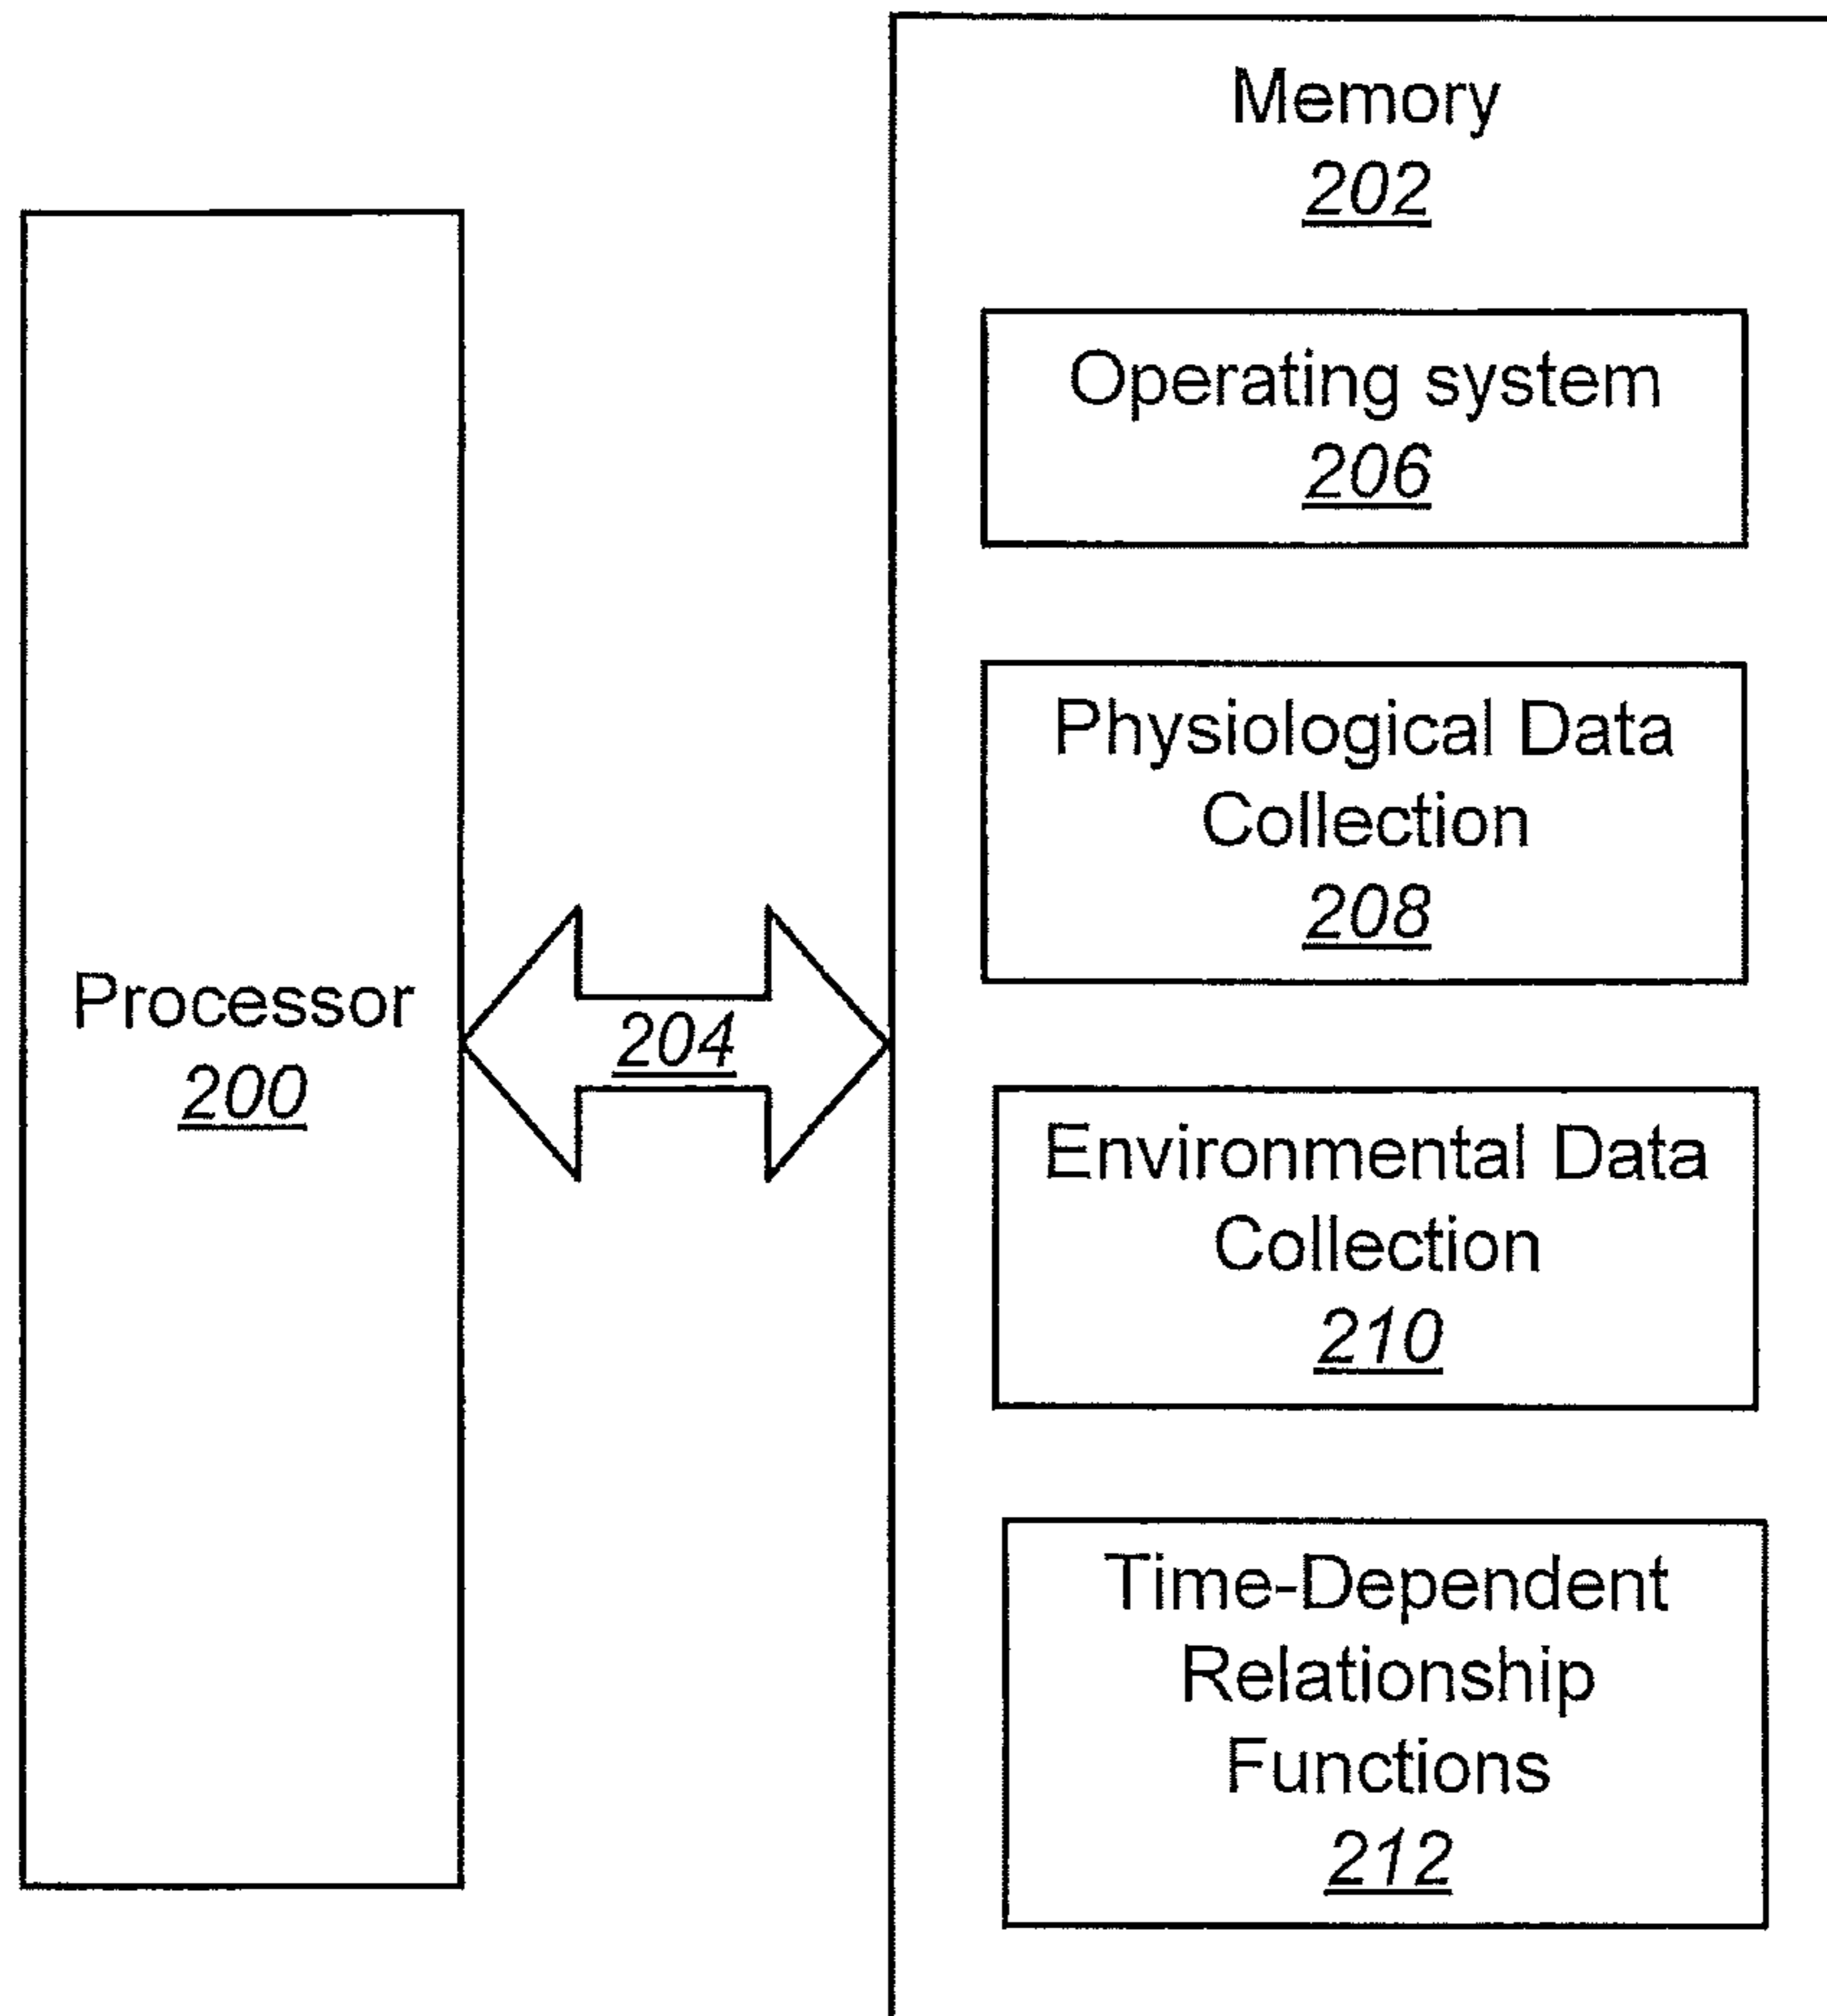 Memory
202
Operating system
206
Physiological Data
Collection
208
Processor
200
204
Environmental Data
Collection
210
Time-Dependent
Relationship
Functions
212